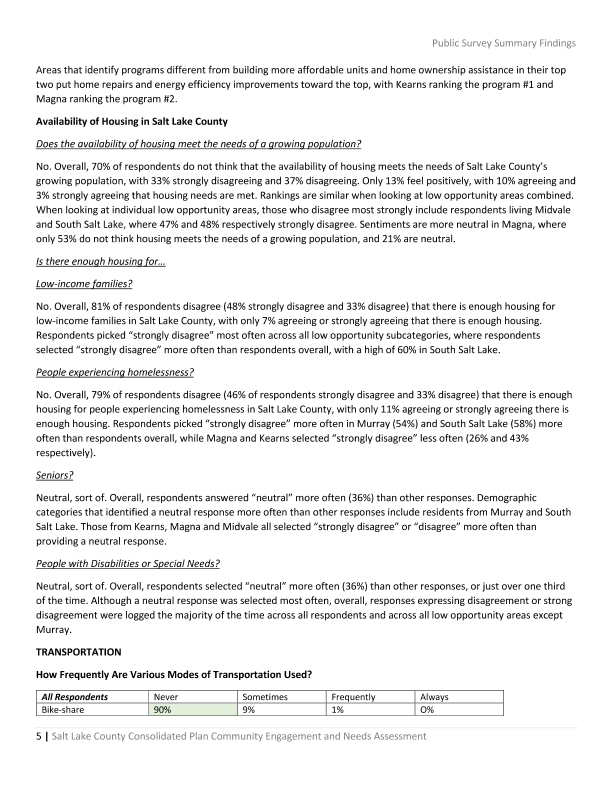 Public Survey Summary Findings
Areas that identify programs different from building more affordable units and home ownership assistance in their top
two put home repairs and energy efficiency improvements toward the top, with Kearns ranking the program #1 and
Magna ranking the program #2.
Availability of Housing in Salt Lake County
Does the availability of housing meet the needs of a growing population?
No. Overall, 70% of respondents do not think that the availability of housing meets the needs of Salt Lake County's
growing population, with 33% strongly disagreeing and 37% disagreeing. Only 13% feel positively, with 10% agreeing and
3% strongly agreeing that housing needs are met. Rankings are similar when looking at low opportunity areas combined.
When looking at individual low opportunity areas, those who disagree most strongly include respondents living Midvale
and South Salt Lake, where 47% and 48% respectively strongly disagree. Sentiments are more neutral in Magna, where
only 53% do not think housing meets the needs of a growing population, and 21% are neutral.
Is there enough housing for…
Low-income families?
No. Overall, 81% of respondents disagree (48% strongly disagree and 33% disagree) that there is enough housing for
low-income families in Salt Lake County, with only 7% agreeing or strongly agreeing that there is enough housing.
Respondents picked "strongly disagree" most often across all low opportunity subcategories, where respondents
selected "strongly disagree" more often than respondents overall, with a high of 60% in South Salt Lake.
People experiencing homelessness?
No. Overall, 79% of respondents disagree (46% of respondents strongly disagree and 33% disagree) that there is enough
housing for people experiencing homelessness in Salt Lake County, with only 11% agreeing or strongly agreeing there is
enough housing. Respondents picked "strongly disagree" more often in Murray (54%) and South Salt Lake (58%) more
often than respondents overall, while Magna and Kearns selected "strongly disagree" less often (26% and 43%
respectively).
Seniors?
Neutral, sort of. Overall, respondents answered "neutral" more often (36%) than other responses. Demographic
categories that identified a neutral response more often than other responses include residents from Murray and South
Salt Lake. Those from Kearns, Magna and Midvale all selected "strongly disagree" or "disagree" more often than
providing a neutral response.
People with Disabilities or Special Needs?
Neutral, sort of. Overall, respondents selected "neutral" more often (36%) than other responses, or just over one third
of the time. Although a neutral response was selected most often, overall, responses expressing disagreement or strong
disagreement were logged the majority of the time across all respondents and across all low opportunity areas except
Murray.
TRANSPORTATION
How Frequently Are Various Modes of Transportation Used?
All Respondents Never Sometimes Frequently Always
Bike-share 90% 9% 1% O%
5 | Salt Lake County Consolidated Plan Community Engagement and Needs Assessment